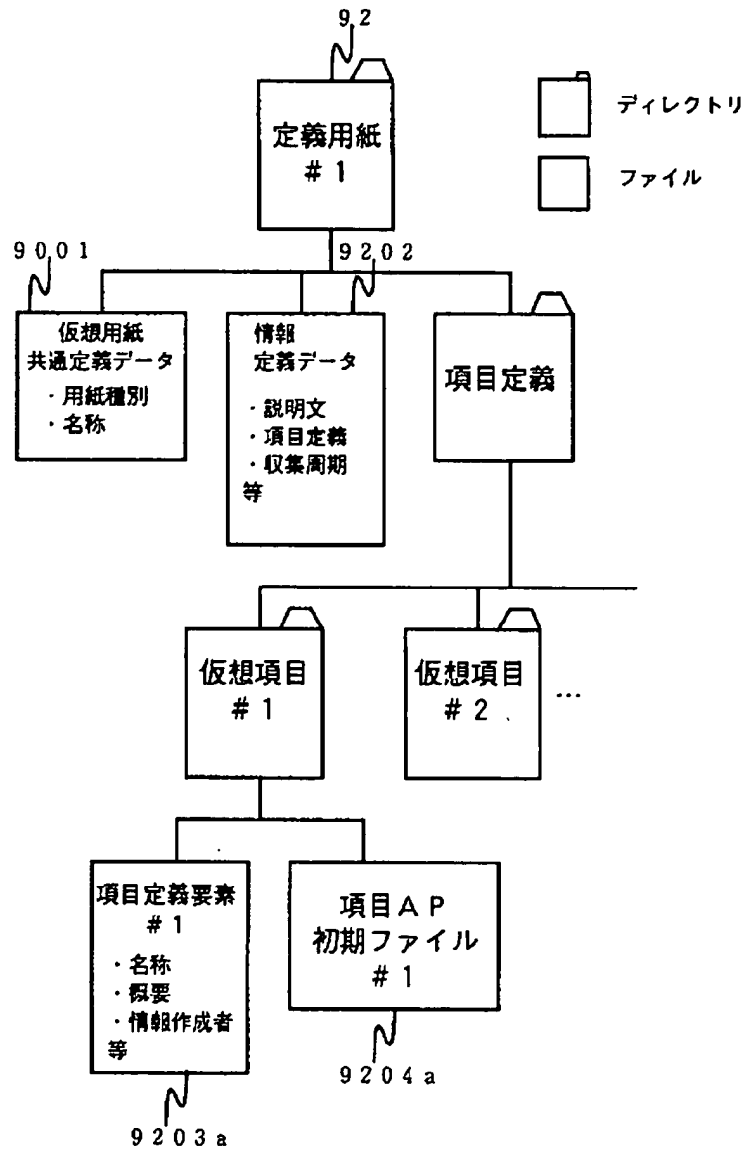 92
定義用紙
#1
ディレクトリ
ファイル
9001
9202
仮想用紙
共通定義データ
・用紙種別
・名称
情報
定義データ
・説明文
・項目定義
・収集周期
等
項目定義
仮想項目
#1
仮想項目
#2
…
項目定義要素
#1
・名称
・概要
・情報作成者
等
項目AP
初期ファイル
#1
9204a
9203a